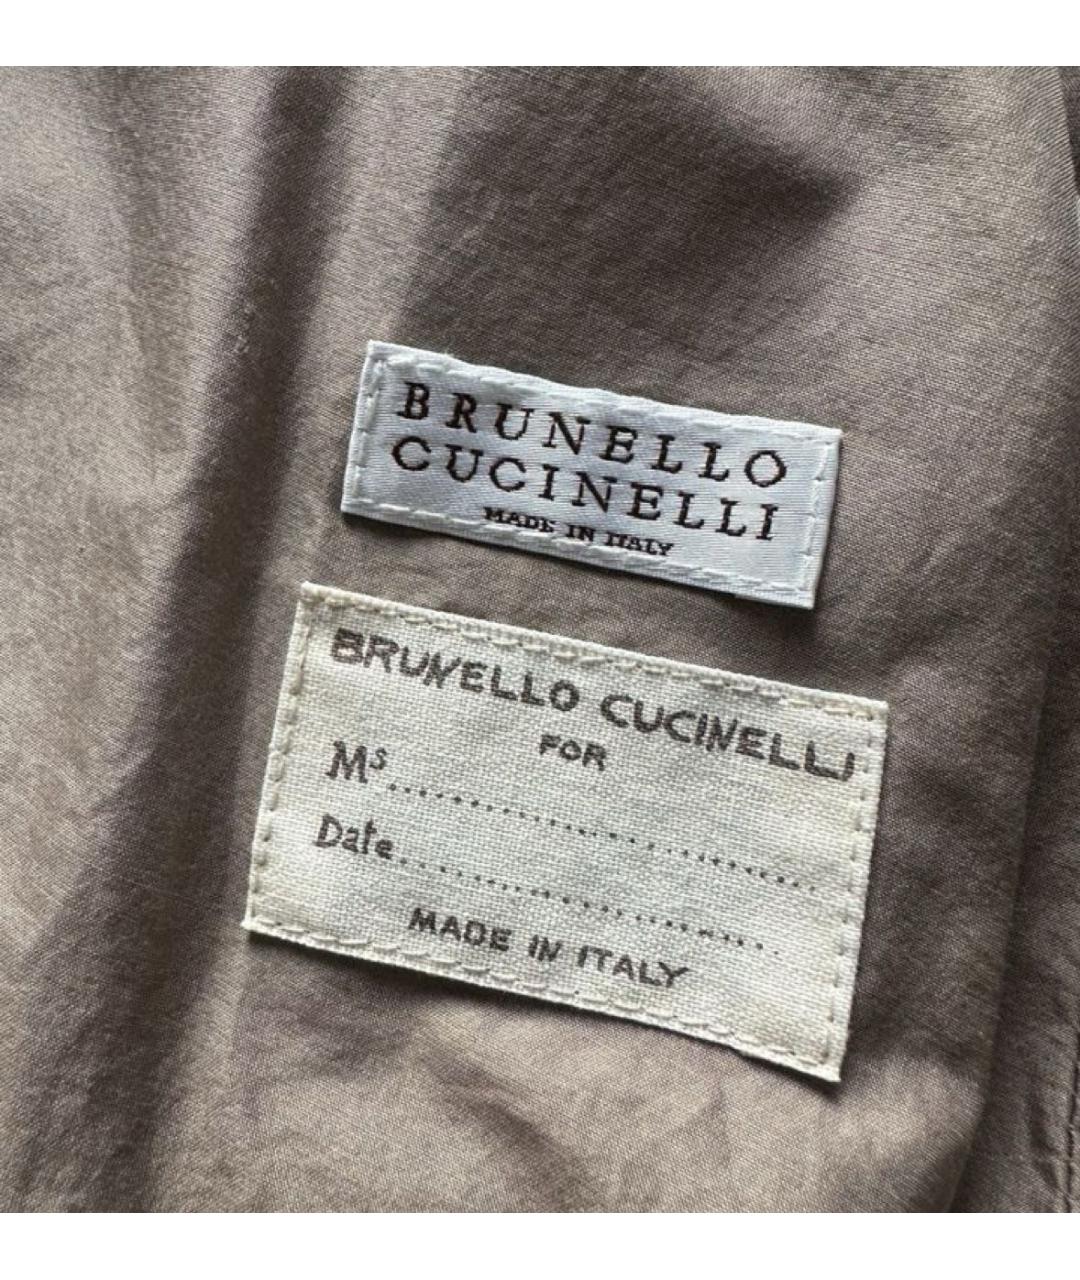 BRUNELLO
CUCINELLI
MADE IN ITALY
BRUNELLO CUCINELLI
FOR
Ms....................................
Date....................................
MADE IN ITALY